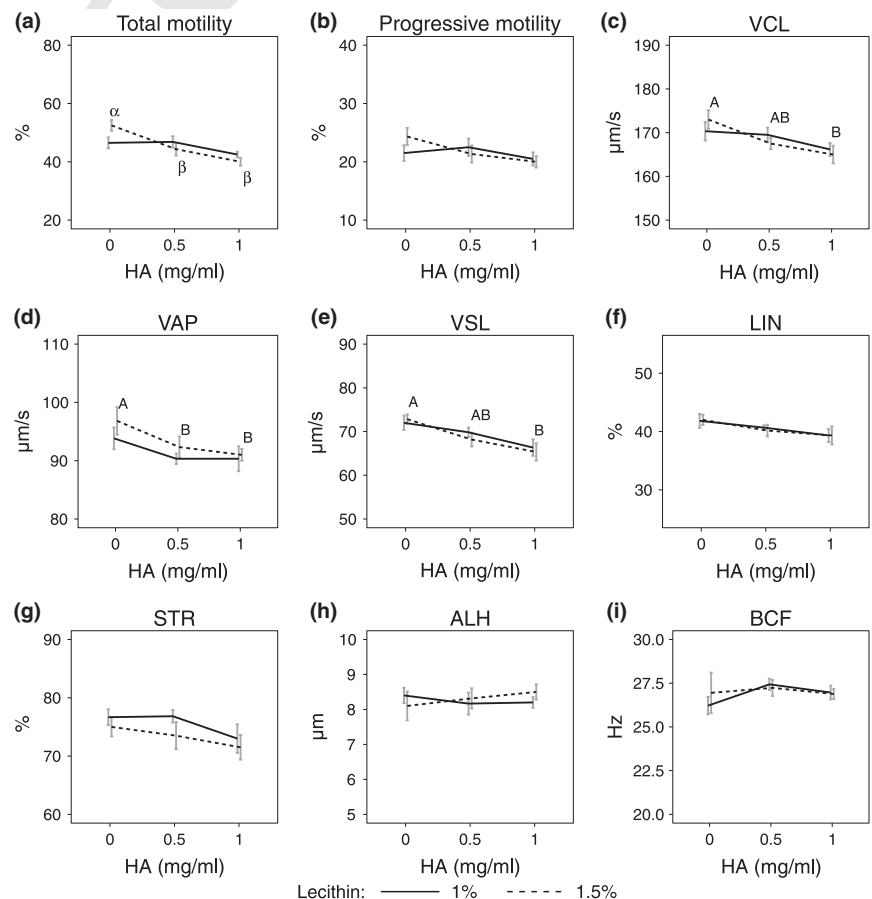 (a) Total motility
80
60
40
20
%
α
β
β
0 0.5 1
HA (mg/ml)
(b) Progressive motility
40
30
20
10
%
0 0.5 1
HA (mg/ml)
(c) VCL
190
180
170
160
150
μm/s
A
AB
B
0 0.5 1
HA (mg/ml)
(d) VAP
110
100
90
80
μm/s
A
B
B
0 0.5 1
HA (mg/ml)
(e) VSL
90
80
70
60
50
μm/s
A
AB
B
0 0.5 1
HA (mg/ml)
(f) LIN
50
40
30
%
0 0.5 1
HA (mg/ml)
(g) STR
90
80
70
60
%
0 0.5 1
HA (mg/ml)
(h) ALH
10
9
8
7
6
5
μm
0 0.5 1
HA (mg/ml)
(i) BCF
30.0
27.5
25.0
22.5
20.0
Hz
0 0.5 1
HA (mg/ml)
Lecithin: 1% 1.5%